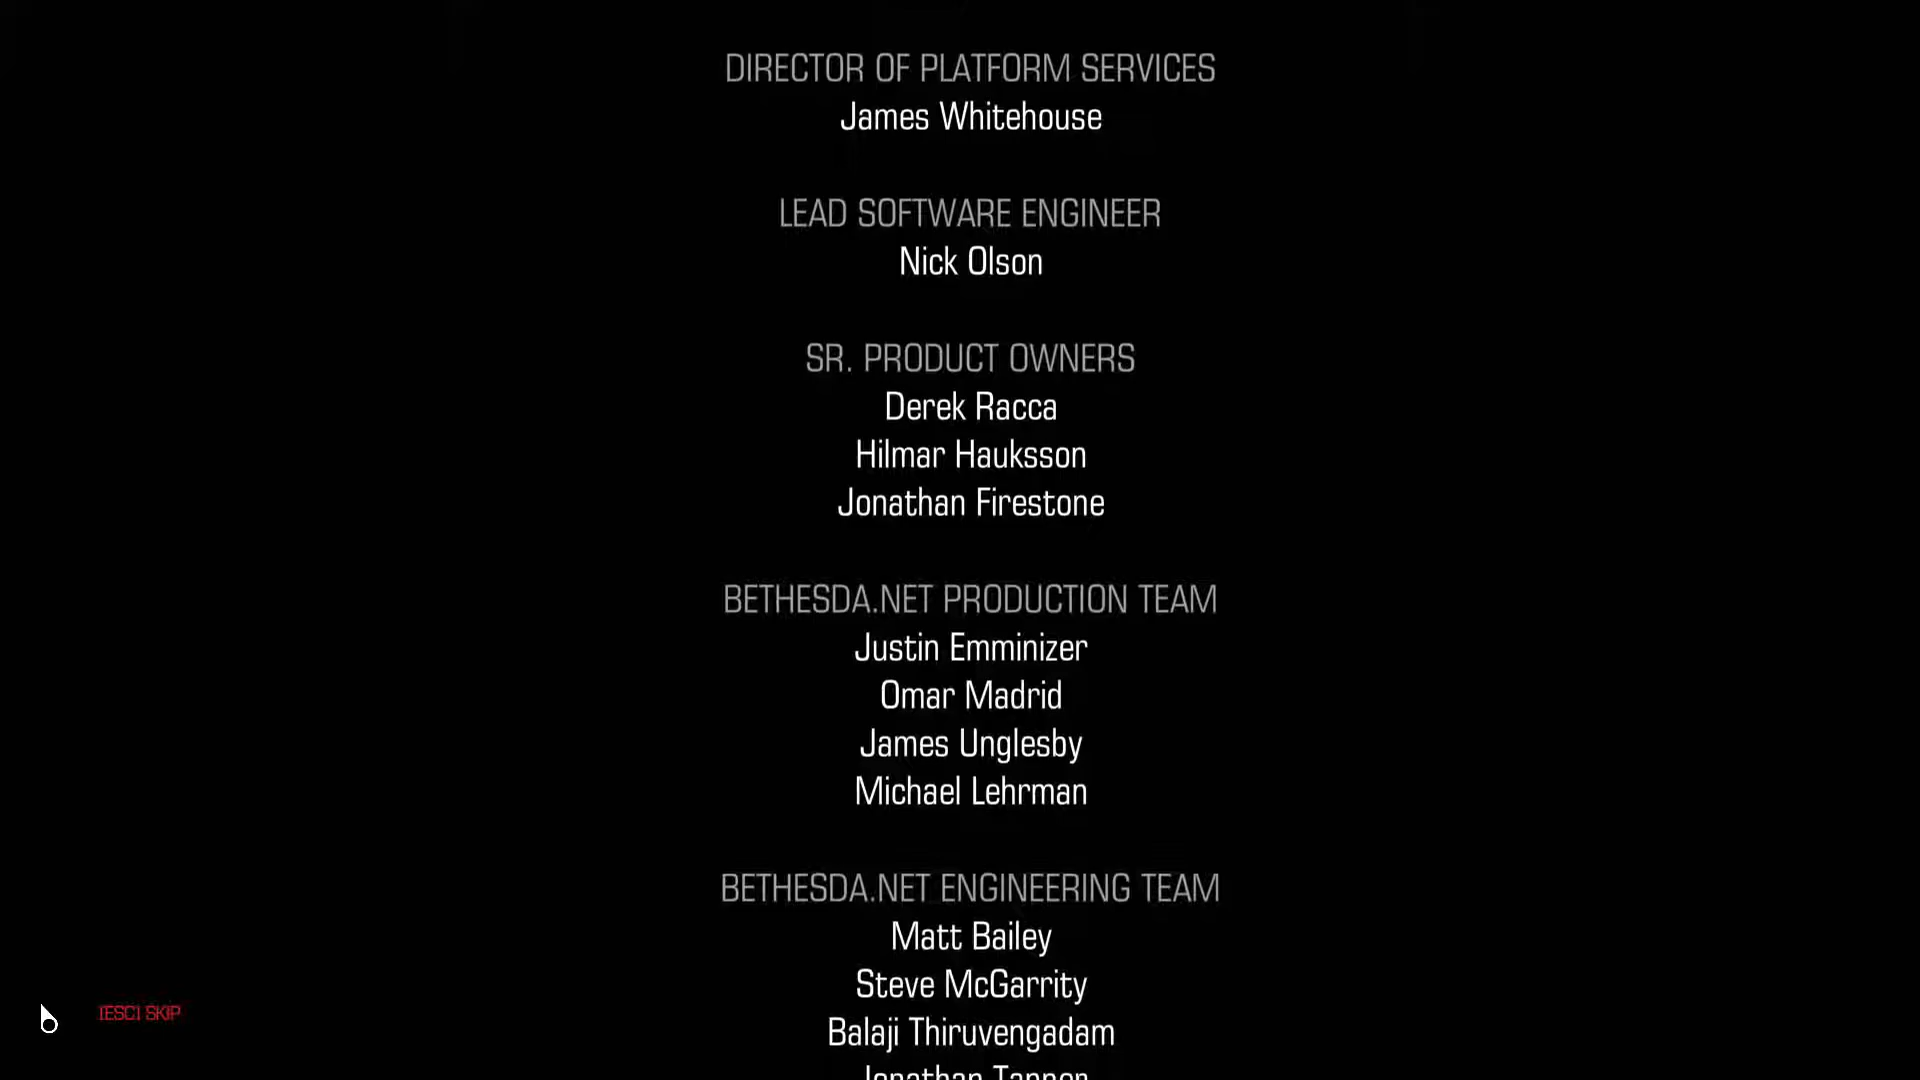 DIRECTOR OF PLATFORM SERVICES
James Whitehouse
LEAD SOFTWARE ENGINEER
Nick Olson
SR. PRODUCT OWNERS
Derek Racca
Hilmar Hauksson
Jonathan Firestone
BETHESDA.NET PRODUCTION TEAM
Justin Emminizer
Omar Madrid
James Unglesby
Michael Lehrman
BETHESDA.NET ENGINEERING TEAM
Matt Bailey
Steve McGarrity
[ESC] SKIP
Balaji Thiruvengadam
Jonathan